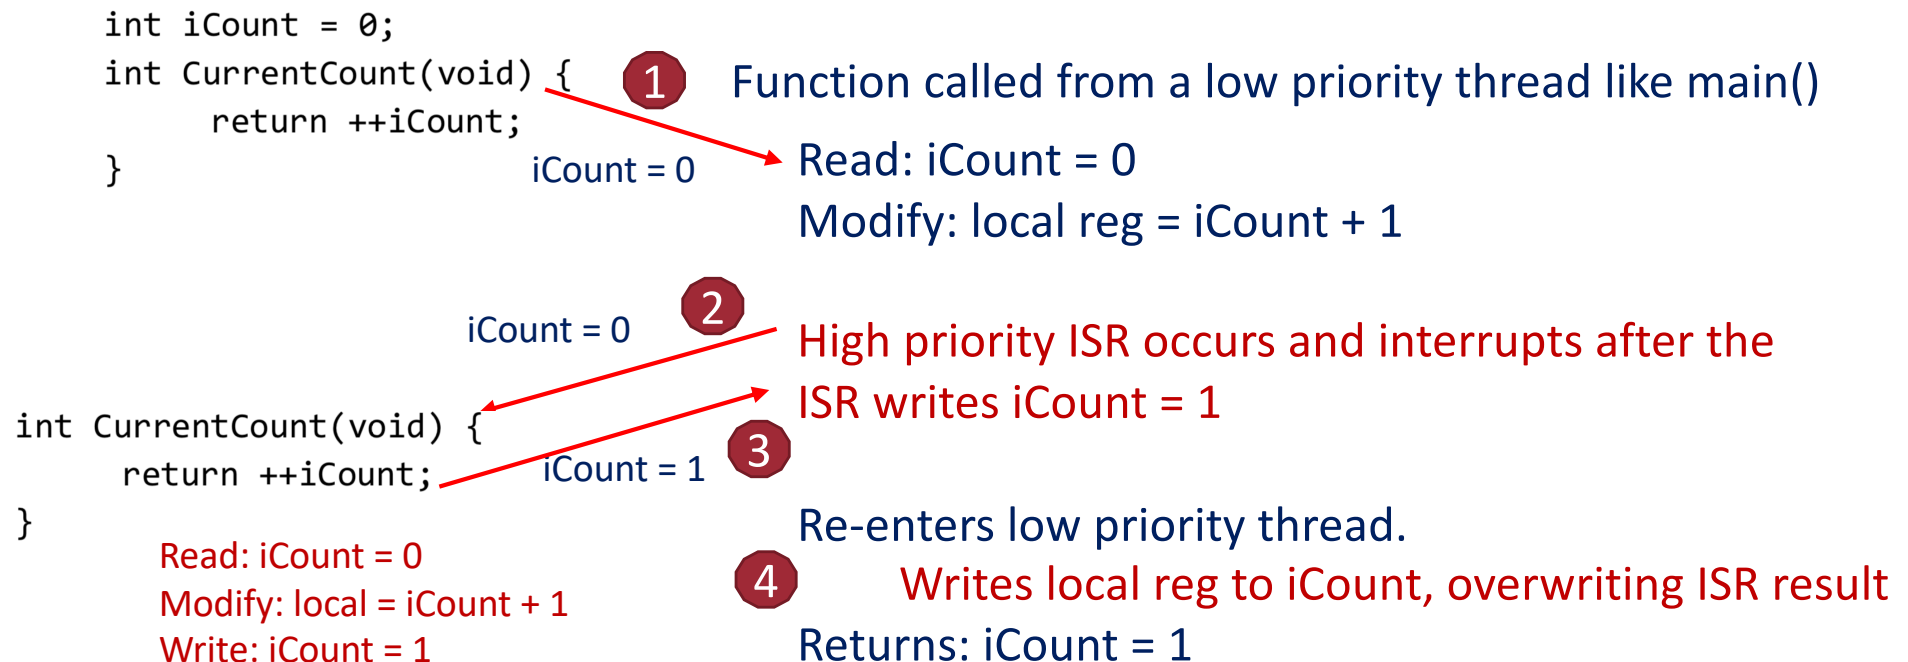 int iCount = 0;
int CurrentCount(void) {
return ++iCount;
}
1 Function called from a low priority thread like main()
iCount = 0
Read: iCount = 0
Modify: local reg = iCount + 1
2
iCount = 0
High priority ISR occurs and interrupts after the
ISR writes iCount = 1
int CurrentCount(void) {
return ++iCount;
}
iCount = 1
3
Read: iCount = 0
Modify: local = iCount + 1
Write: iCount = 1
Re-enters low priority thread.
4 Writes local reg to iCount, overwriting ISR result
Returns: iCount = 1